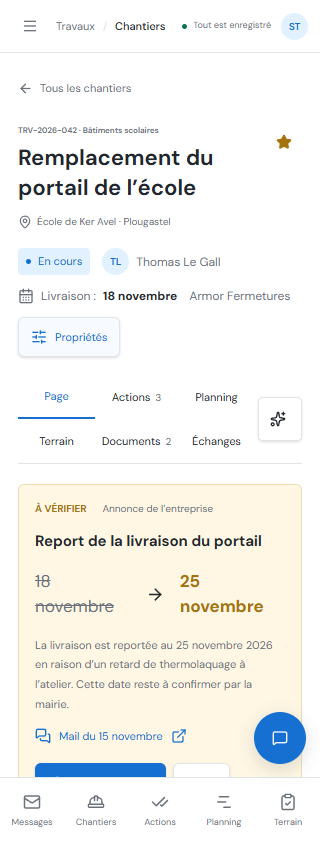 Travaux / Chantiers Tout est enregistré ST
Tous les chantiers
TRV-2026-042 · Bâtiments scolaires
Remplacement du
portail de l’école
École de Ker Avel · Plougastel
En cours TL Thomas Le Gall
Livraison : 18 novembre Armor Fermetures
Propriétés
Page Actions 3 Planning
Terrain Documents 2 Échanges
À VÉRIFIER Annonce de l’entreprise
Report de la livraison du portail
18 novembre → 25 novembre
La livraison est reportée au 25 novembre 2026
en raison d’un retard de thermolaquage à
l’atelier. Cette date reste à confirmer par la
mairie.
Mail du 15 novembre
Messages Chantiers Actions Planning Terrain